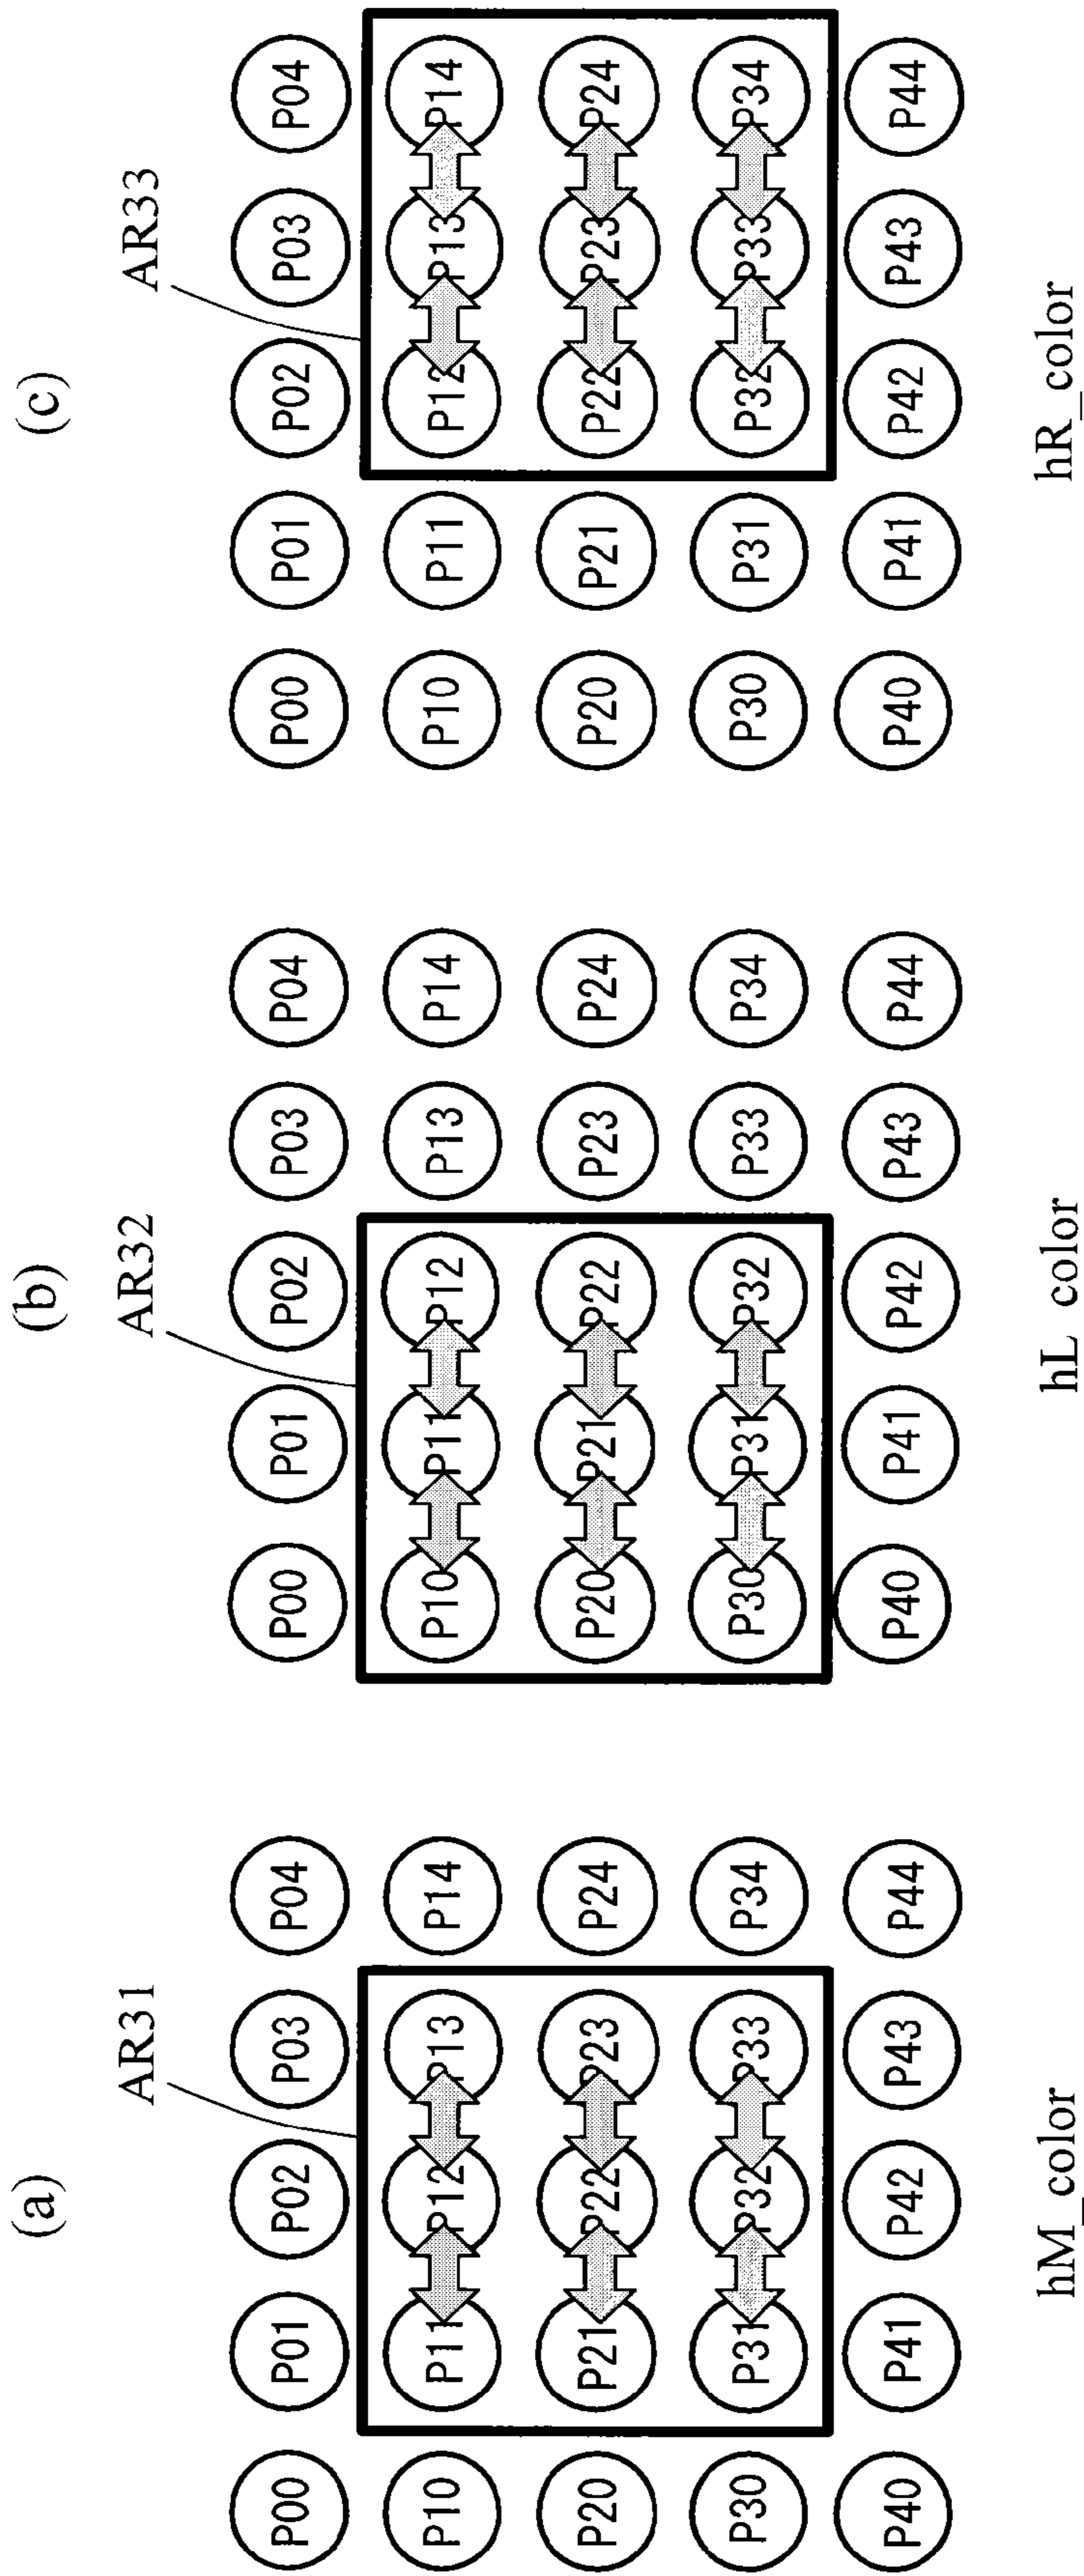 (a)
AR31
P00 P01 P02 P03 P04
P10 P11 P12 P13 P14
P20 P21 P22 P23 P24
P30 P31 P32 P33 P34
P40 P41 P42 P43 P44
hM_color
(b)
AR32
P00 P01 P02 P03 P04
P10 P11 P12 P13 P14
P20 P21 P22 P23 P24
P30 P31 P32 P33 P34
P40 P41 P42 P43 P44
hL color
(c)
AR33
P00 P01 P02 P03 P04
P10 P11 P12 P13 P14
P20 P21 P22 P23 P24
P30 P31 P32 P33 P34
P40 P41 P42 P43 P44
hR_color